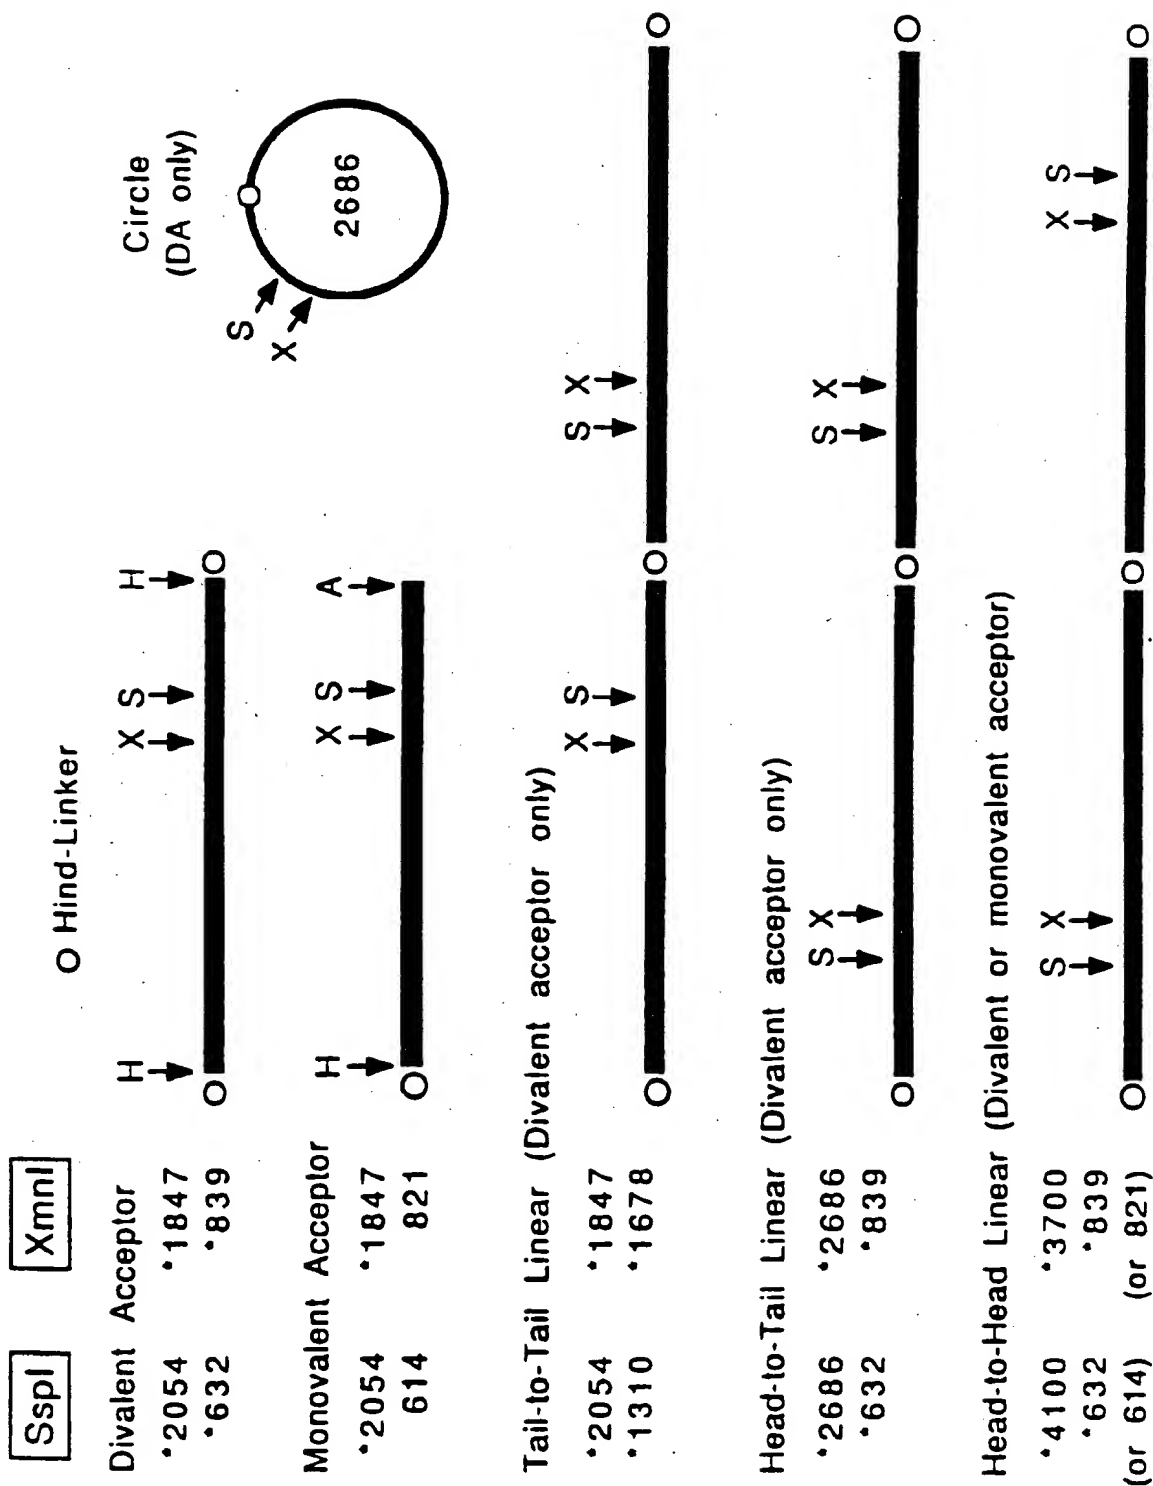 SspI XmnI
O Hind-Linker
Circle
(DA only)
S
X
2686
Divalent Acceptor
*2054 *1847
*632 *839
H X S H
Monovalent Acceptor
*2054 *1847
614 821
H X S A
Tail-to-Tail Linear (Divalent acceptor only)
*2054 *1847
*1310 *1678
X S S X
Head-to-Tail Linear (Divalent acceptor only)
*2686 *2686
*632 *839
S X S X
Head-to-Head Linear (Divalent or monovalent acceptor)
*4100 *3700
*632 *839
(or 614) (or 821)
S X X S